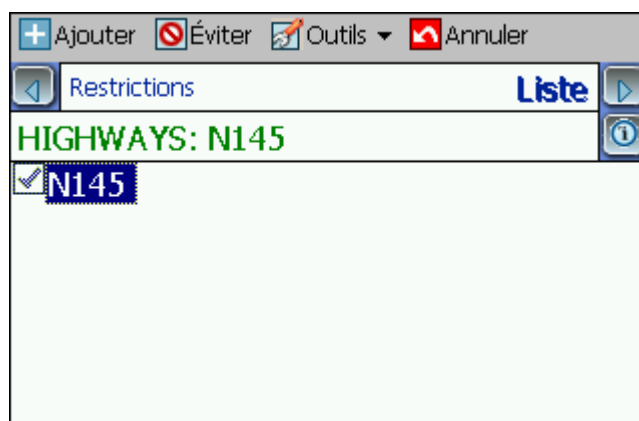 Ajouter Éviter Outils Annuler
Restrictions Liste
HIGHWAYS: N145
N145